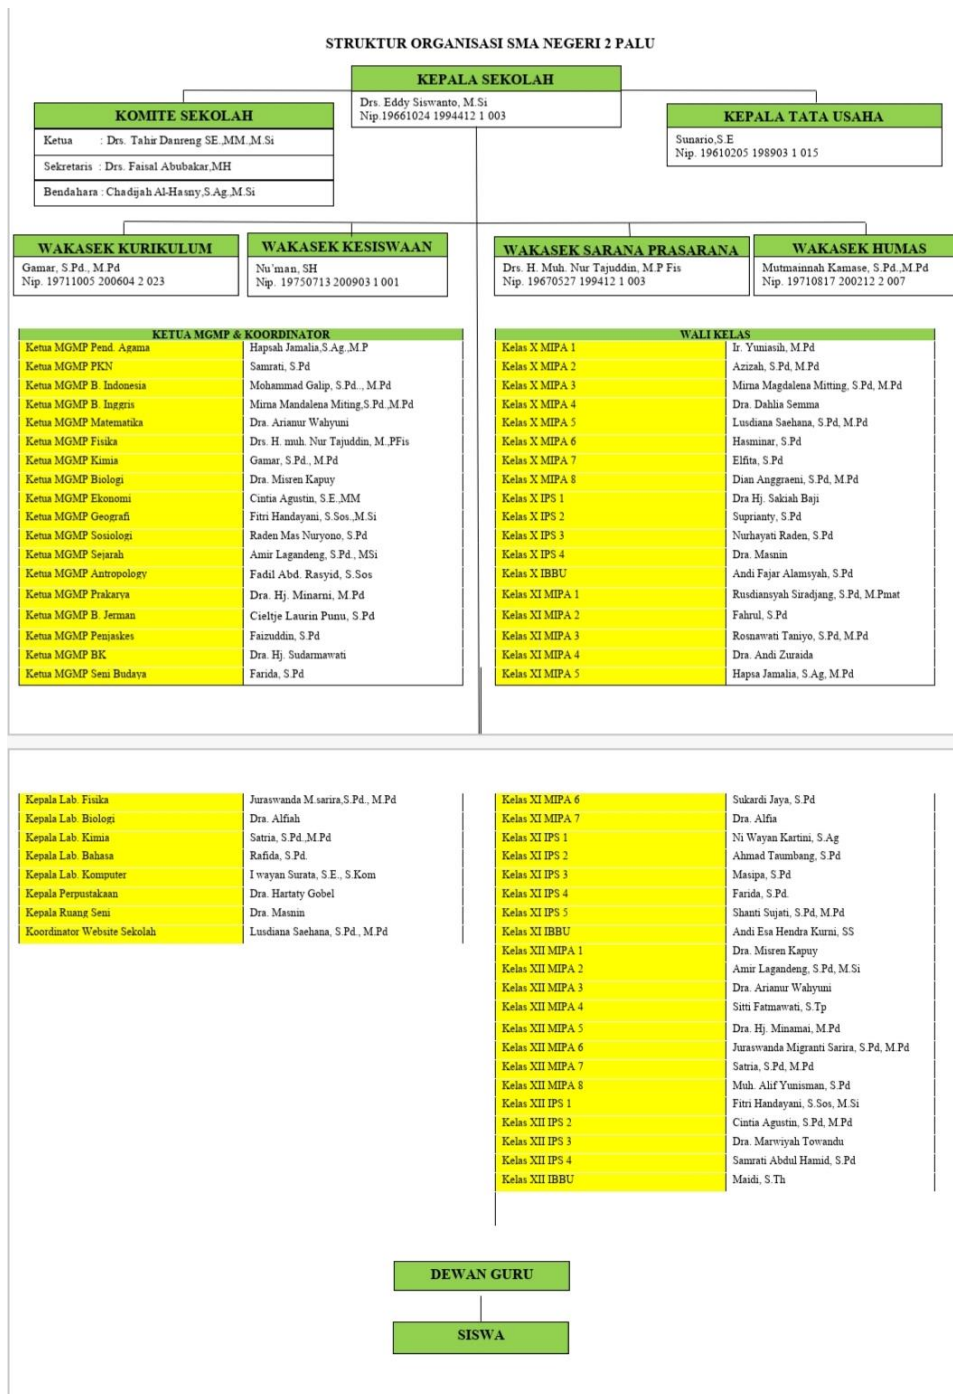 STRUKTUR ORGANISASI SMA NEGERI 2 PALU
KEPALA SEKOLAH
Drs. Eddy Siswanto, M.Si
Nip.19661024 1994412 1 003
KOMITE SEKOLAH
Ketua : Drs. Tahir Danreng SE.,MM.,M.Si
Sekretaris : Drs. Faisal Abubakar,MH
Bendahara : Chadijah Al-Hasny,S.Ag.,M.Si
KEPALA TATA USAHA
Sunario,S.E
Nip. 19610205 198903 1 015
WAKASEK KURIKULUM
Gamar, S.Pd., M.Pd
Nip. 19711005 200604 2 023
WAKASEK KESISWAAN
Nu'man, SH
Nip. 19750713 200903 1 001
WAKASEK SARANA PRASARANA
Drs. H. Muh. Nur Tajuddin, M.P Fis
Nip. 19670527 199412 1 003
WAKASEK HUMAS
Mutmainnah Kamase, S.Pd.,M.Pd
Nip. 19710817 200212 2 007
KETUA MGMP & KOORDINATOR
Ketua MGMP Pend. Agama Hapsah Jamalia,S.Ag.,M.P
Ketua MGMP PKN Samrati, S.Pd
Ketua MGMP B. Indonesia Mohammad Galip, S.Pd.., M.Pd
Ketua MGMP B. Inggris Mirna Mandalena Miting,S.Pd.,M.Pd
Ketua MGMP Matematika Dra. Arianur Wahyuni
Ketua MGMP Fisika Drs. H. muh. Nur Tajuddin, M.,PFis
Ketua MGMP Kimia Gamar, S.Pd., M.Pd
Ketua MGMP Biologi Dra. Misren Kapuy
Ketua MGMP Ekonomi Cintia Agustin, S.E.,MM
Ketua MGMP Geografi Fitri Handayani, S.Sos.,M.Si
Ketua MGMP Sosiologi Raden Mas Nuryono, S.Pd
Ketua MGMP Sejarah Amir Lagandeng, S.Pd., MSi
Ketua MGMP Antropology Fadil Abd. Rasyid, S.Sos
Ketua MGMP Prakarya Dra. Hj. Minarni, M.Pd
Ketua MGMP B. Jerman Cieltje Laurin Punu, S.Pd
Ketua MGMP Penjaskes Faizuddin, S.Pd
Ketua MGMP BK Dra. Hj. Sudarmawati
Ketua MGMP Seni Budaya Farida, S.Pd
WALI KELAS
Kelas X MIPA 1 Ir. Yuniasih, M.Pd
Kelas X MIPA 2 Azizah, S.Pd, M.Pd
Kelas X MIPA 3 Mirna Magdalena Mitting, S.Pd, M.Pd
Kelas X MIPA 4 Dra. Dahlia Semma
Kelas X MIPA 5 Lusdiana Saehana, S.Pd, M.Pd
Kelas X MIPA 6 Hasminar, S.Pd
Kelas X MIPA 7 Elfita, S.Pd
Kelas X MIPA 8 Dian Anggraeni, S.Pd, M.Pd
Kelas X IPS 1 Dra Hj. Sakiah Baji
Kelas X IPS 2 Suprianty, S.Pd
Kelas X IPS 3 Nurhayati Raden, S.Pd
Kelas X IPS 4 Dra. Masnin
Kelas X IBBU Andi Fajar Alamsyah, S.Pd
Kelas XI MIPA 1 Rusdiansyah Siradjang, S.Pd, M.Pmat
Kelas XI MIPA 2 Fahrul, S.Pd
Kelas XI MIPA 3 Rosnawati Taniyo, S.Pd, M.Pd
Kelas XI MIPA 4 Dra. Andi Zuraida
Kelas XI MIPA 5 Hapsa Jamalia, S.Ag, M.Pd
Kepala Lab. Fisika Juraswanda M.sarira,S.Pd., M.Pd
Kepala Lab. Biologi Dra. Alfiah
Kepala Lab. Kimia Satria, S.Pd.,M.Pd
Kepala Lab. Bahasa Rafida, S.Pd.
Kepala Lab. Komputer I wayan Surata, S.E., S.Kom
Kepala Perpustakaan Dra. Hartaty Gobel
Kepala Ruang Seni Dra. Masnin
Koordinator Website Sekolah Lusdiana Saehana, S.Pd., M.Pd
Kelas XI MIPA 6 Sukardi Jaya, S.Pd
Kelas XI MIPA 7 Dra. Alfia
Kelas XI IPS 1 Ni Wayan Kartini, S.Ag
Kelas XI IPS 2 Ahmad Taumbang, S.Pd
Kelas XI IPS 3 Masipa, S.Pd
Kelas XI IPS 4 Farida, S.Pd.
Kelas XI IPS 5 Shanti Sujati, S.Pd, M.Pd
Kelas XI IBBU Andi Esa Hendra Kurni, SS
Kelas XII MIPA 1 Dra. Misren Kapuy
Kelas XII MIPA 2 Amir Lagandeng, S.Pd, M.Si
Kelas XII MIPA 3 Dra. Arianur Wahyuni
Kelas XII MIPA 4 Sitti Fatmawati, S.Tp
Kelas XII MIPA 5 Dra. Hj. Minamai, M.Pd
Kelas XII MIPA 6 Juraswanda Migranti Sarira, S.Pd, M.Pd
Kelas XII MIPA 7 Satria, S.Pd, M.Pd
Kelas XII MIPA 8 Muh. Alif Yunisman, S.Pd
Kelas XII IPS 1 Fitri Handayani, S.Sos, M.Si
Kelas XII IPS 2 Cintia Agustin, S.Pd, M.Pd
Kelas XII IPS 3 Dra. Marwiyah Towandu
Kelas XII IPS 4 Samrati Abdul Hamid, S.Pd
Kelas XII IBBU Maidi, S.Th
DEWAN GURU
SISWA